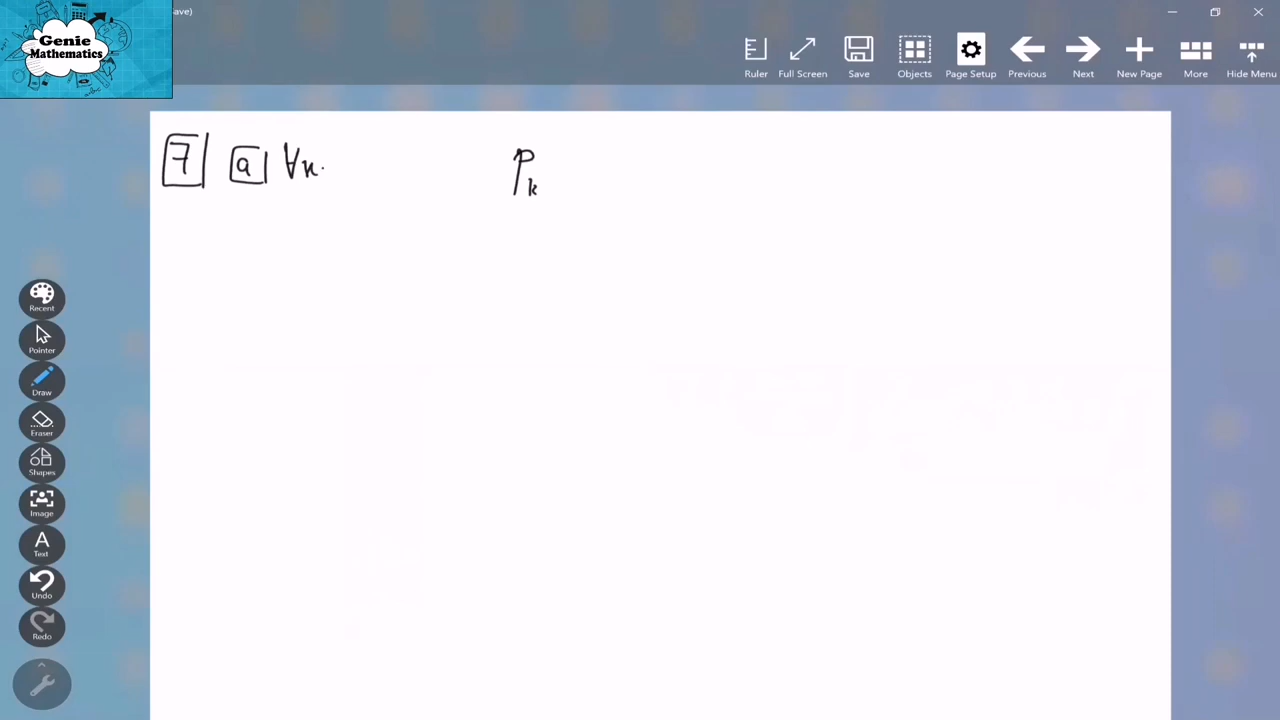 Genie
Mathematics
ave)
Ruler
Full Screen
Save
Objects
Page Setup
Previous
Next
New Page
More
Hide Menu
7 a ∀n.
P k
Recent
Pointer
Draw
Eraser
Shapes
Image
Text
Undo
Redo